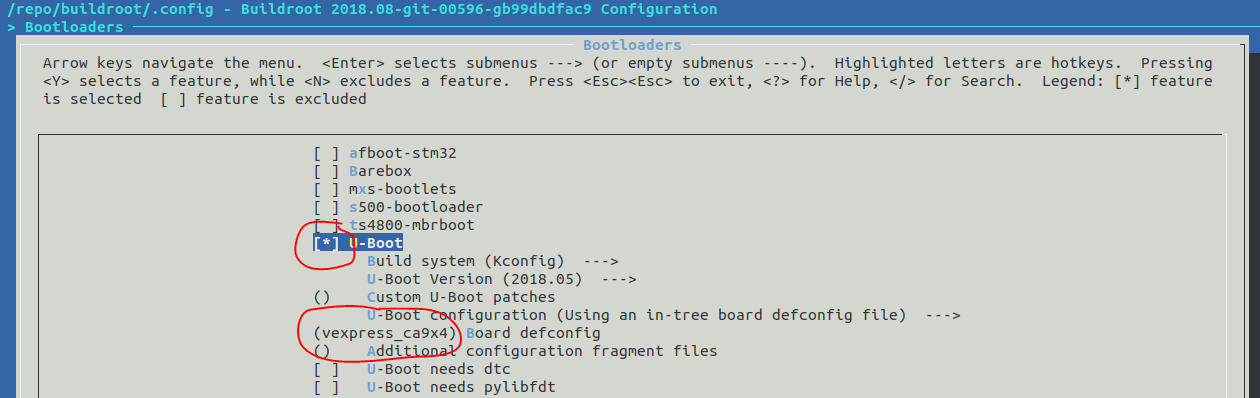 /repo/buildroot/.config - Buildroot 2018.08-git-00596-gb99dbdfac9 Configuration
> Bootloaders
Bootloaders
Arrow keys navigate the menu.  <Enter> selects submenus ---> (or empty submenus ----).  Highlighted letters are hotkeys.  Pressing
<Y> selects a feature, while <N> excludes a feature.  Press <Esc><Esc> to exit, <?> for Help, </> for Search.  Legend: [*] feature
is selected  [ ] feature is excluded
[ ] afboot-stm32
[ ] Barebox
[ ] mxs-bootlets
[ ] s500-bootloader
[ ] ts4800-mbrboot
[*] U-Boot
Build system (Kconfig)  --->
U-Boot Version (2018.05)  --->
()    Custom U-Boot patches
U-Boot configuration (Using an in-tree board defconfig file)  --->
(vexpress_ca9x4) Board defconfig
()    Additional configuration fragment files
[ ]   U-Boot needs dtc
[ ]   U-Boot needs pylibfdt